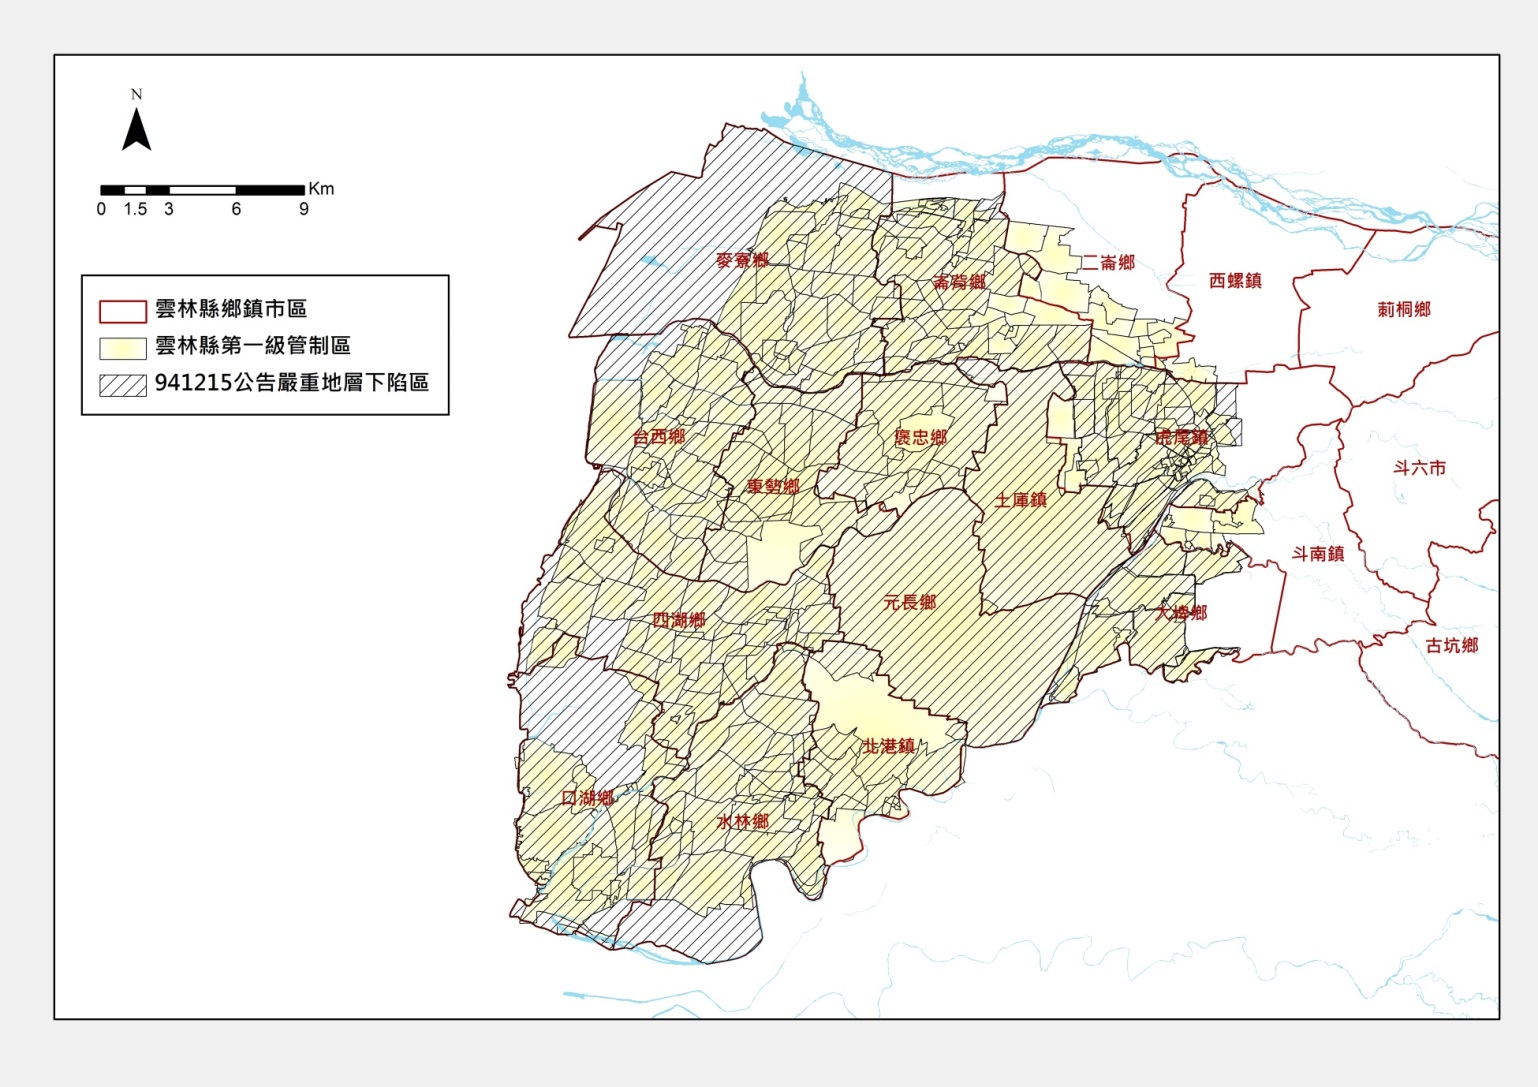 N
Km
0 1.5 3 6 9
雲林縣鄉鎮市區
雲林縣第一級管制區
941215公告嚴重地層下陷區
麥寮鄉
崙背鄉
二崙鄉
西螺鎮
莿桐鄉
台西鄉
東勢鄉
褒忠鄉
土庫鎮
虎尾鎮
斗六市
斗南鎮
四湖鄉
元長鄉
大埤鄉
古坑鄉
口湖鄉
水林鄉
北港鎮